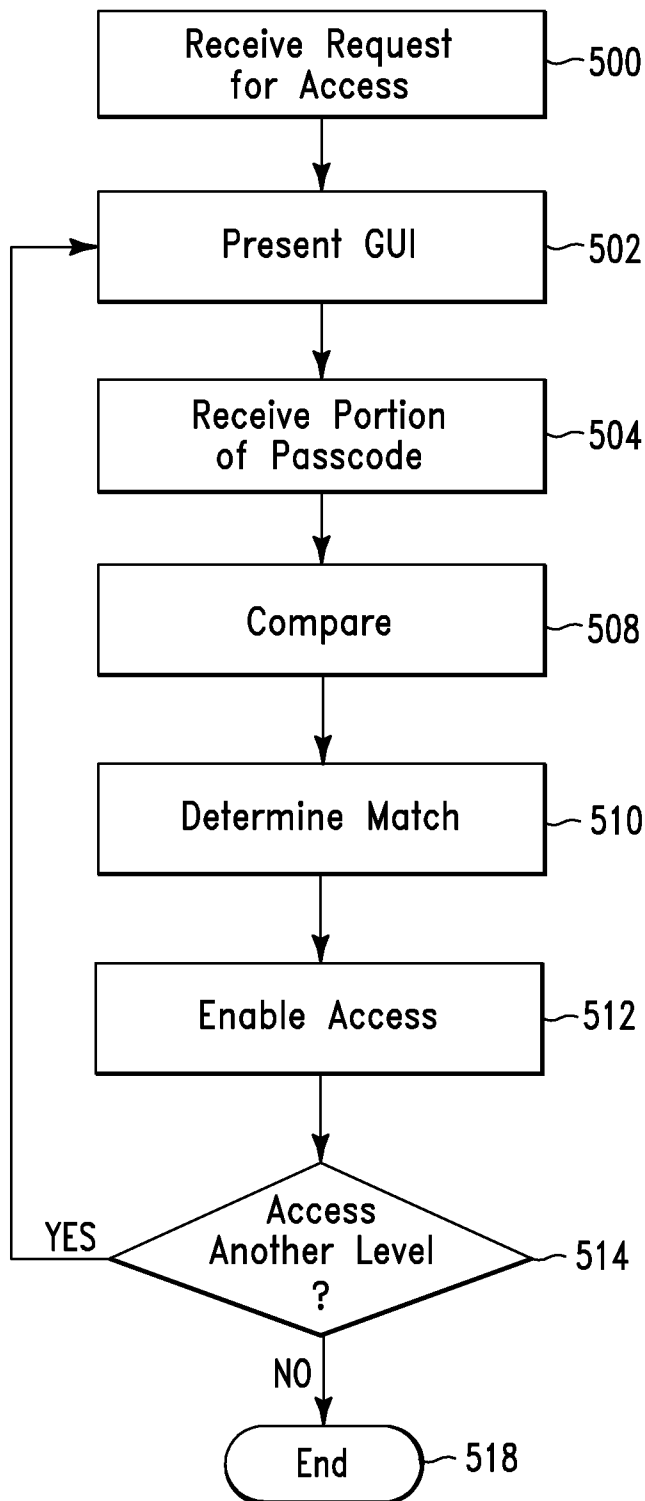 Receive Request
for Access
500
Present GUI
502
Receive Portion
of Passcode
504
Compare
508
Determine Match
510
Enable Access
512
Access
Another Level
?
514
YES
NO
End
518